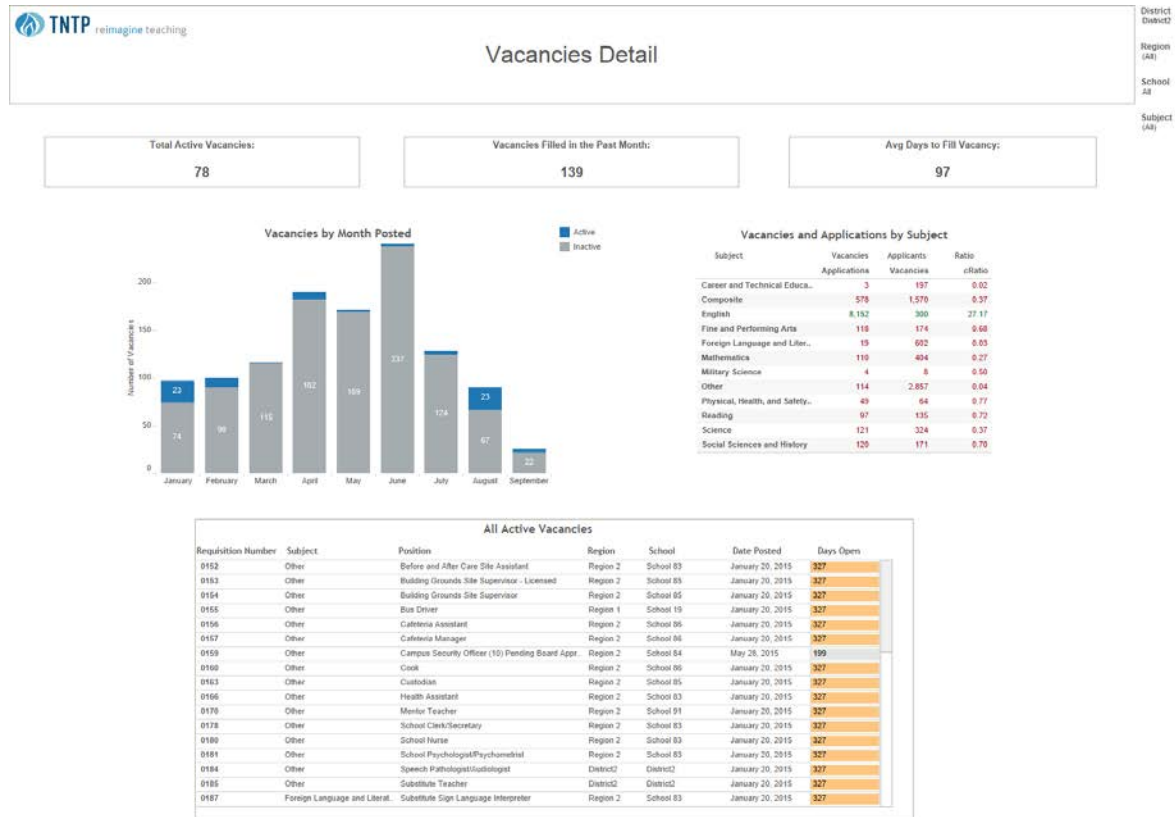 TNTP reimagine teaching
Vacancies Detail
District
District2
Region
(All)
School
All
Subject
(All)
Total Active Vacancies:
78
Vacancies Filled in the Past Month:
139
Avg Days to Fill Vacancy:
97
Vacancies by Month Posted
Active
Inactive
Number of Vacancies
200
150
100
50
0
23
74
115
182
169
237
124
23
67
22
January February March April May June July August September
Vacancies and Applications by Subject
Subject Vacancies Applicants Ratio
Applications Vacancies cRatio
Career and Technical Educa.. 3 197 0.02
Composite 578 1,570 0.37
English 8,152 300 27.17
Fine and Performing Arts 118 174 0.68
Foreign Language and Liter.. 19 602 0.03
Mathematics 110 404 0.27
Military Science 4 8 0.50
Other 114 2,857 0.04
Physical, Health, and Safety.. 49 64 0.77
Reading 97 135 0.72
Science 121 324 0.37
Social Sciences and History 120 171 0.70
All Active Vacancies
Requisition Number Subject Position Region School Date Posted Days Open
0152 Other Before and After Care Site Assistant Region 2 School 83 January 20, 2015 327
0153 Other Building Grounds Site Supervisor - Licensed Region 2 School 85 January 20, 2015 327
0154 Other Building Grounds Site Supervisor Region 2 School 85 January 20, 2015 327
0155 Other Bus Driver Region 1 School 19 January 20, 2015 327
0156 Other Cafeteria Assistant Region 2 School 86 January 20, 2015 327
0157 Other Cafeteria Manager Region 2 School 86 January 20, 2015 327
0159 Other Campus Security Officer (10) Pending Board Appr.. Region 2 School 84 May 28, 2015 199
0160 Other Cook Region 2 School 86 January 20, 2015 327
0163 Other Custodian Region 2 School 85 January 20, 2015 327
0166 Other Health Assistant Region 2 School 83 January 20, 2015 327
0170 Other Mentor Teacher Region 2 School 91 January 20, 2015 327
0178 Other School Clerk/Secretary Region 2 School 83 January 20, 2015 327
0180 Other School Nurse Region 2 School 83 January 20, 2015 327
0181 Other School Psychologist/Psychometrist Region 2 School 83 January 20, 2015 327
0184 Other Speech Pathologist/Audiologist District2 District2 January 20, 2015 327
0185 Other Substitute Teacher District2 District2 January 20, 2015 327
0187 Foreign Language and Literat.. Substitute Sign Language Interpreter Region 2 School 83 January 20, 2015 327